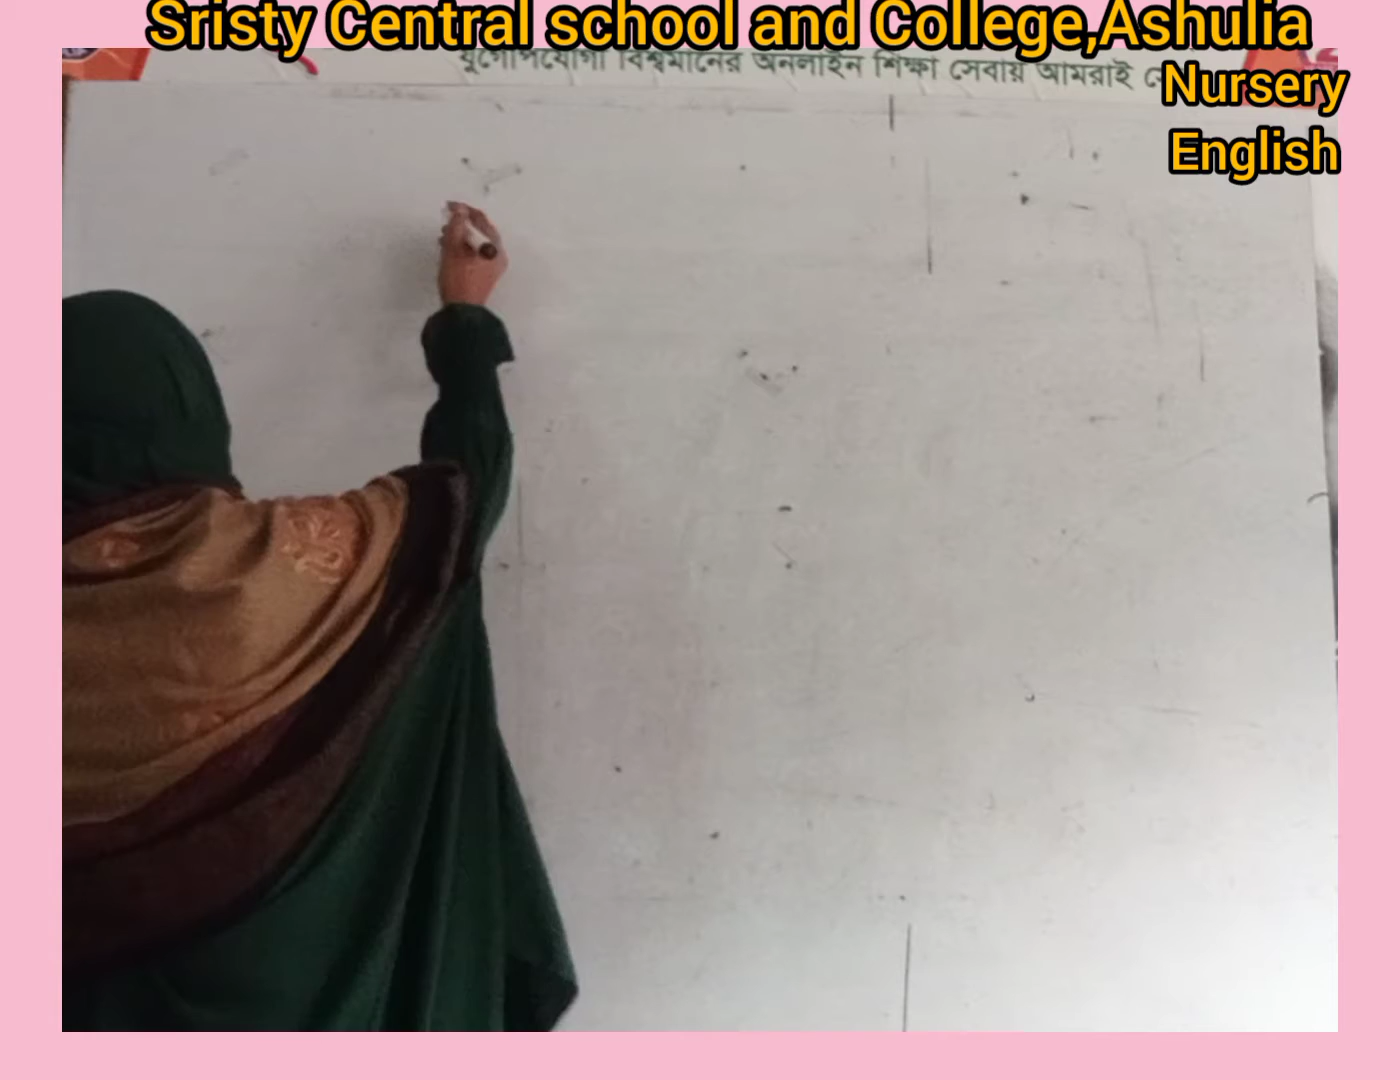 Sristy Central school and College,Ashulia
যুগোপযোগী বিশ্বমানের অনলাইন শিক্ষা সেবায় আমরাই
Nursery
English